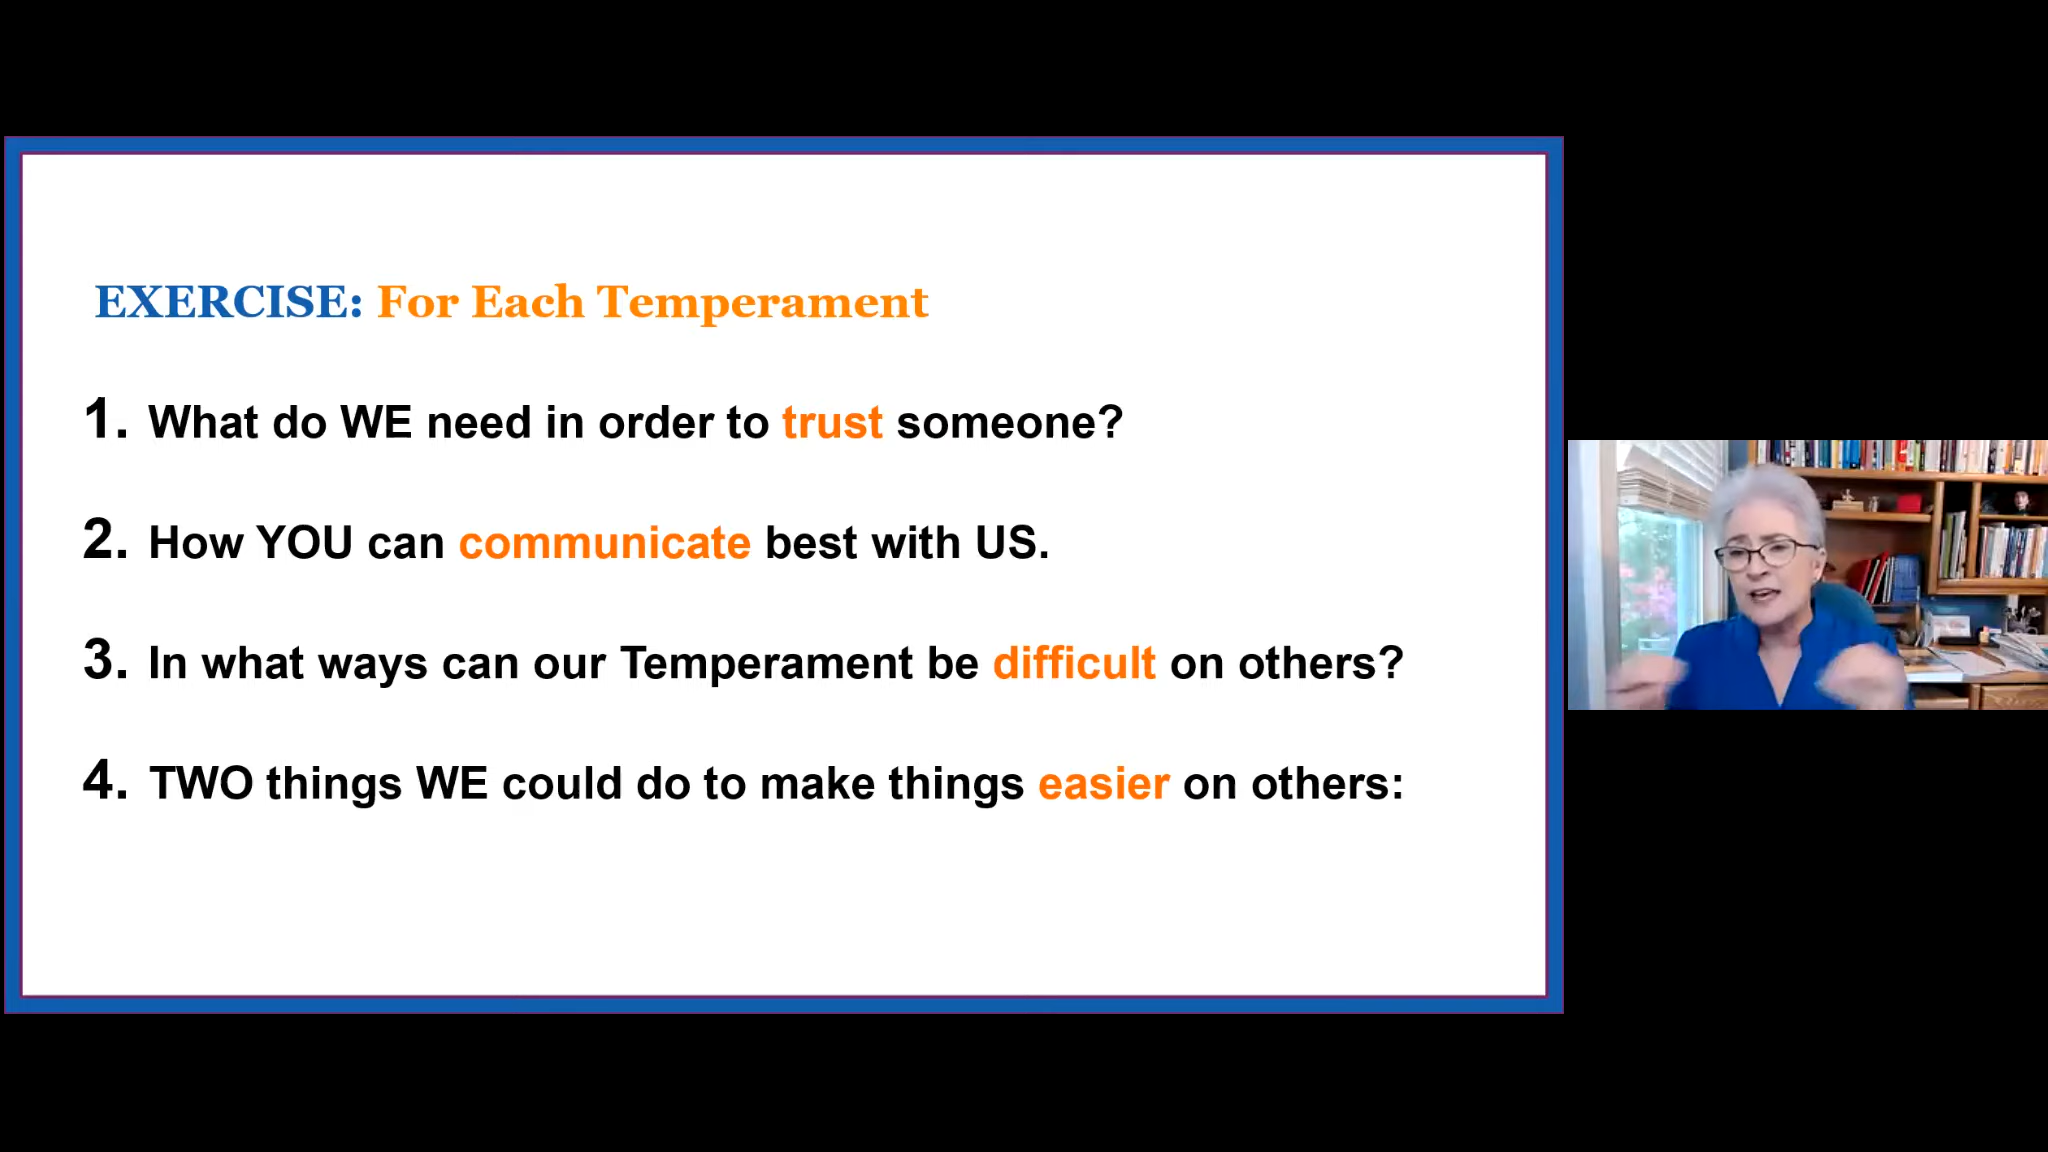 EXERCISE: For Each Temperament
1. What do WE need in order to trust someone?
2. How YOU can communicate best with US.
3. In what ways can our Temperament be difficult on others?
4. TWO things WE could do to make things easier on others: